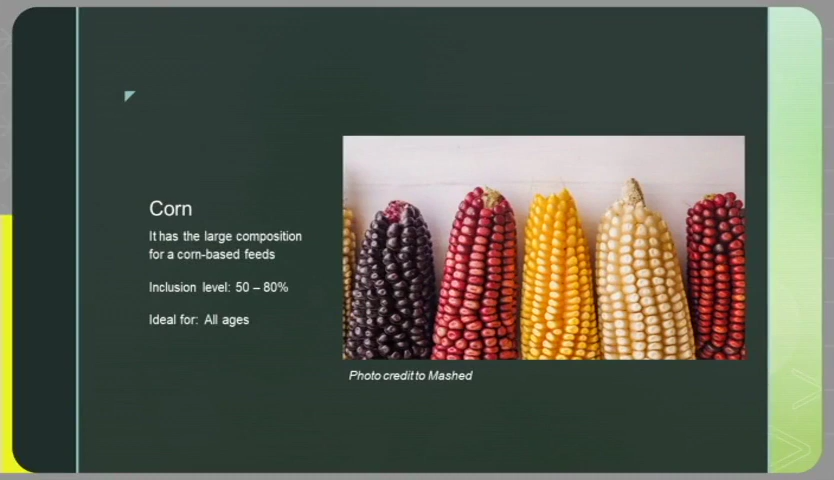 Corn
It has the large composition
for a corn-based feeds
Inclusion level: 50 – 80%
Ideal for: All ages
Photo credit to Mashed